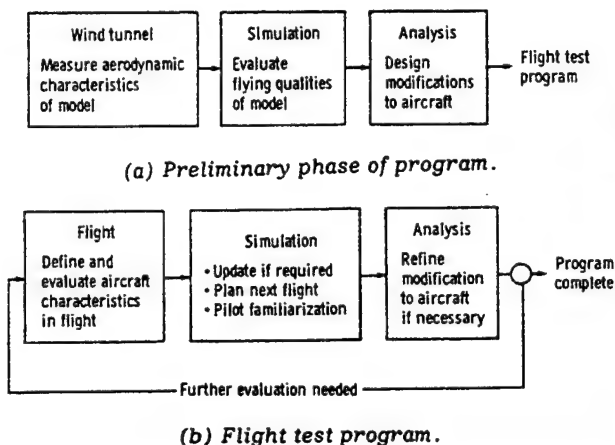 Wind tunnel
Measure aerodynamic
characteristics
of model
Simulation
Evaluate
flying qualities
of model
Analysis
Design
modifications
to aircraft
Flight test
program
(a) Preliminary phase of program.
Flight
Define and
evaluate aircraft
characteristics
in flight
Simulation
• Update if required
• Plan next flight
• Pilot familiarization
Analysis
Refine
modification
to aircraft
if necessary
Program
complete
Further evaluation needed
(b) Flight test program.